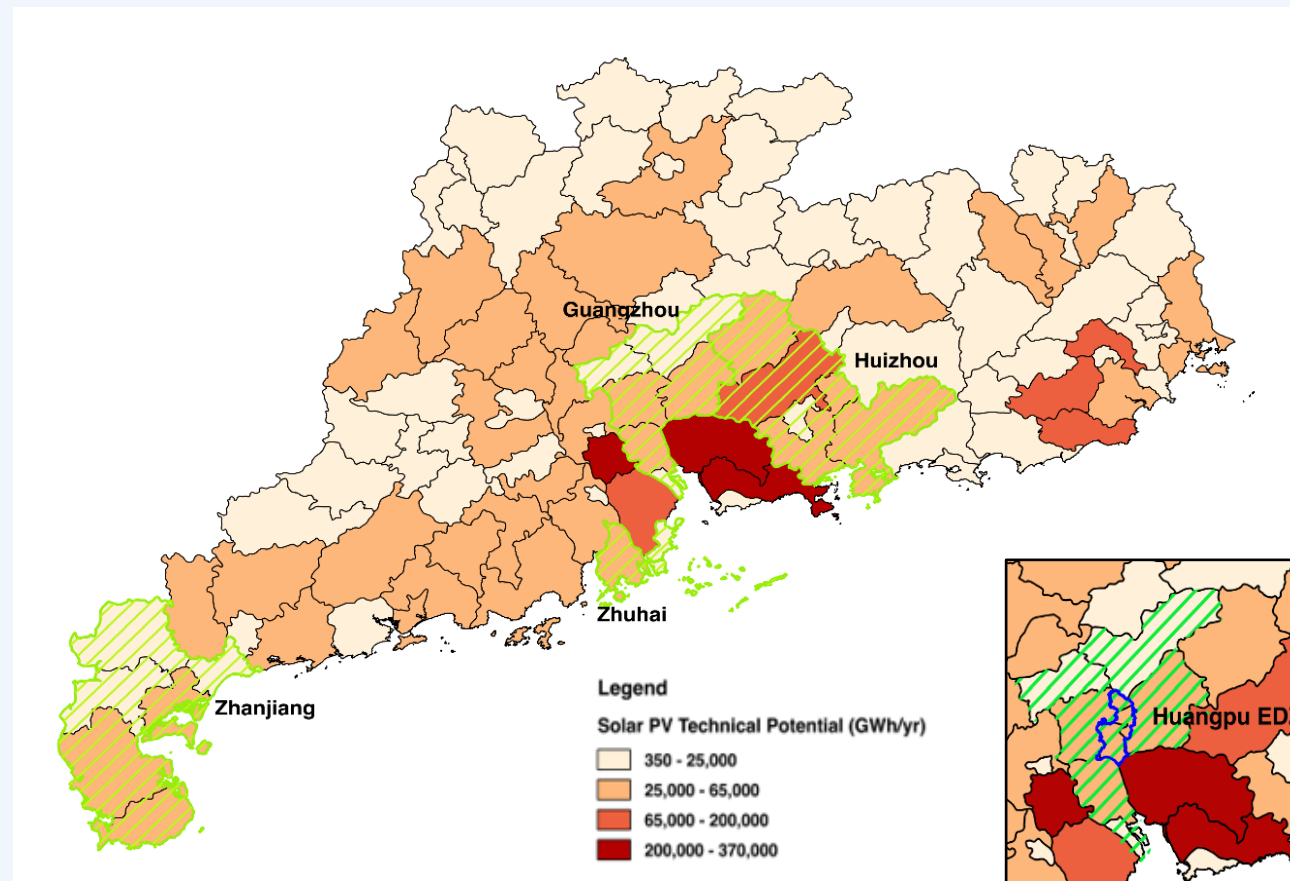 Guangzhou
Huizhou
Zhuhai
Zhanjiang
Legend
Solar PV Technical Potential (GWh/yr)
350 - 25,000
25,000 - 65,000
65,000 - 200,000
200,000 - 370,000
Huangpu